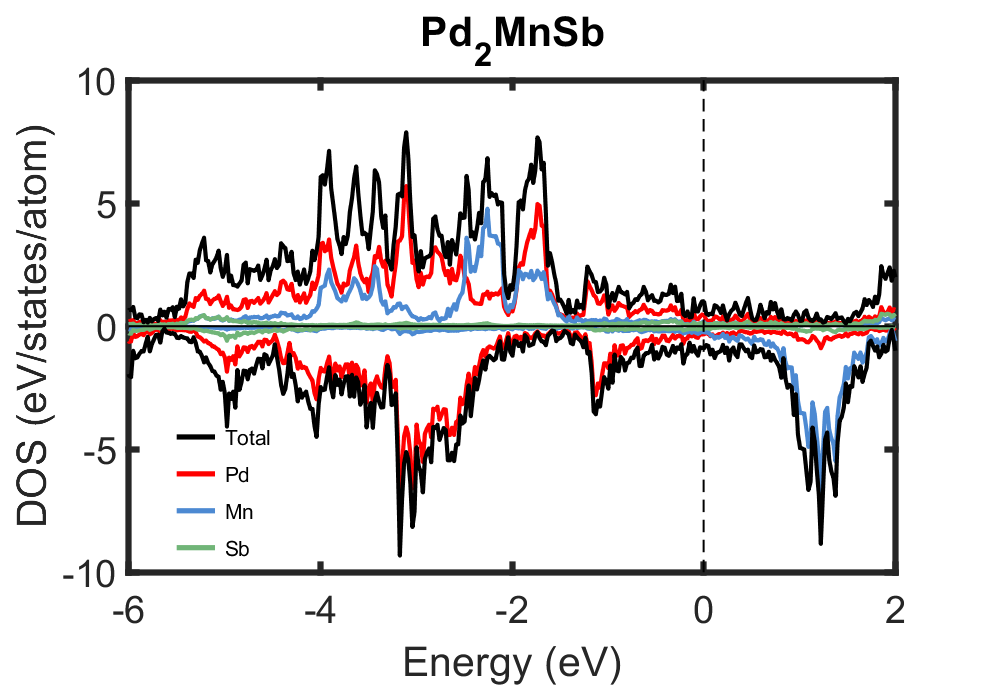 Pd2MnSb
DOS (eV/states/atom)
10
5
0
-5
-10
Total
Pd
Mn
Sb
-6 -4 -2 0 2
Energy (eV)